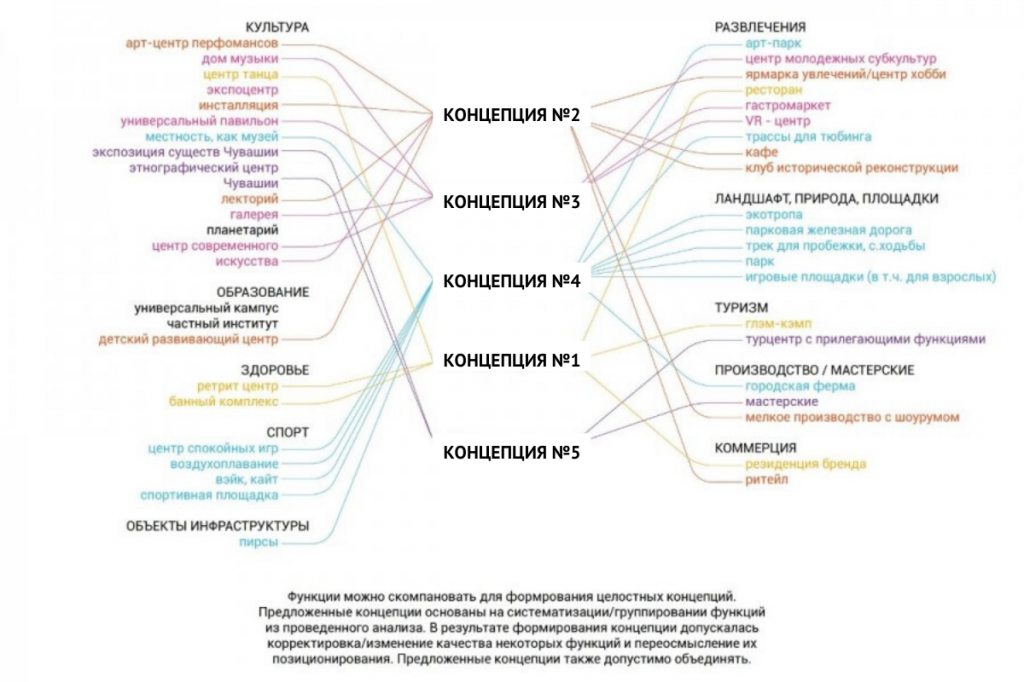 КУЛЬТУРА
арт-центр перфомансов
дом музыки
центр танца
экспоцентр
инсталляция
универсальный павильон
местность, как музей
экспозиция существ Чувашии
этнографический центр
Чувашии
лекторий
галерея
планетарий
центр современного
искусства
ОБРАЗОВАНИЕ
универсальный кампус
частный институт
детский развивающий центр
ЗДОРОВЬЕ
ретрит центр
банный комплекс
СПОРТ
центр спокойных игр
воздухоплавание
вэйк, кайт
спортивная площадка
ОБЪЕКТЫ ИНФРАСТРУКТУРЫ
пирсы
КОНЦЕПЦИЯ №2
КОНЦЕПЦИЯ №3
КОНЦЕПЦИЯ №4
КОНЦЕПЦИЯ №1
КОНЦЕПЦИЯ №5
РАЗВЛЕЧЕНИЯ
арт-парк
центр молодежных субкультур
ярмарка увлечений/центр хобби
ресторан
гастромаркет
VR - центр
трассы для тюбинга
кафе
клуб исторической реконструкции
ЛАНДШАФТ, ПРИРОДА, ПЛОЩАДКИ
экотропа
парковая железная дорога
трек для пробежки, с.ходьбы
парк
игровые площадки (в т.ч. для взрослых)
ТУРИЗМ
глэм-кэмп
турцентр с прилегающими функциями
ПРОИЗВОДСТВО / МАСТЕРСКИЕ
городская ферма
мастерские
мелкое производство с шоурумом
КОММЕРЦИЯ
резиденция бренда
ритейл
Функции можно скомпановать для формрования целостных концепций.
Предложенные концепции основаны на систематизации/группировании функций
из проведенного анализа. В результате формирования концепции допускалась
корректировка/изменение качества некоторых функций и переосмысление их
позиционирования. Предложенные концепции также допустимо объединять.